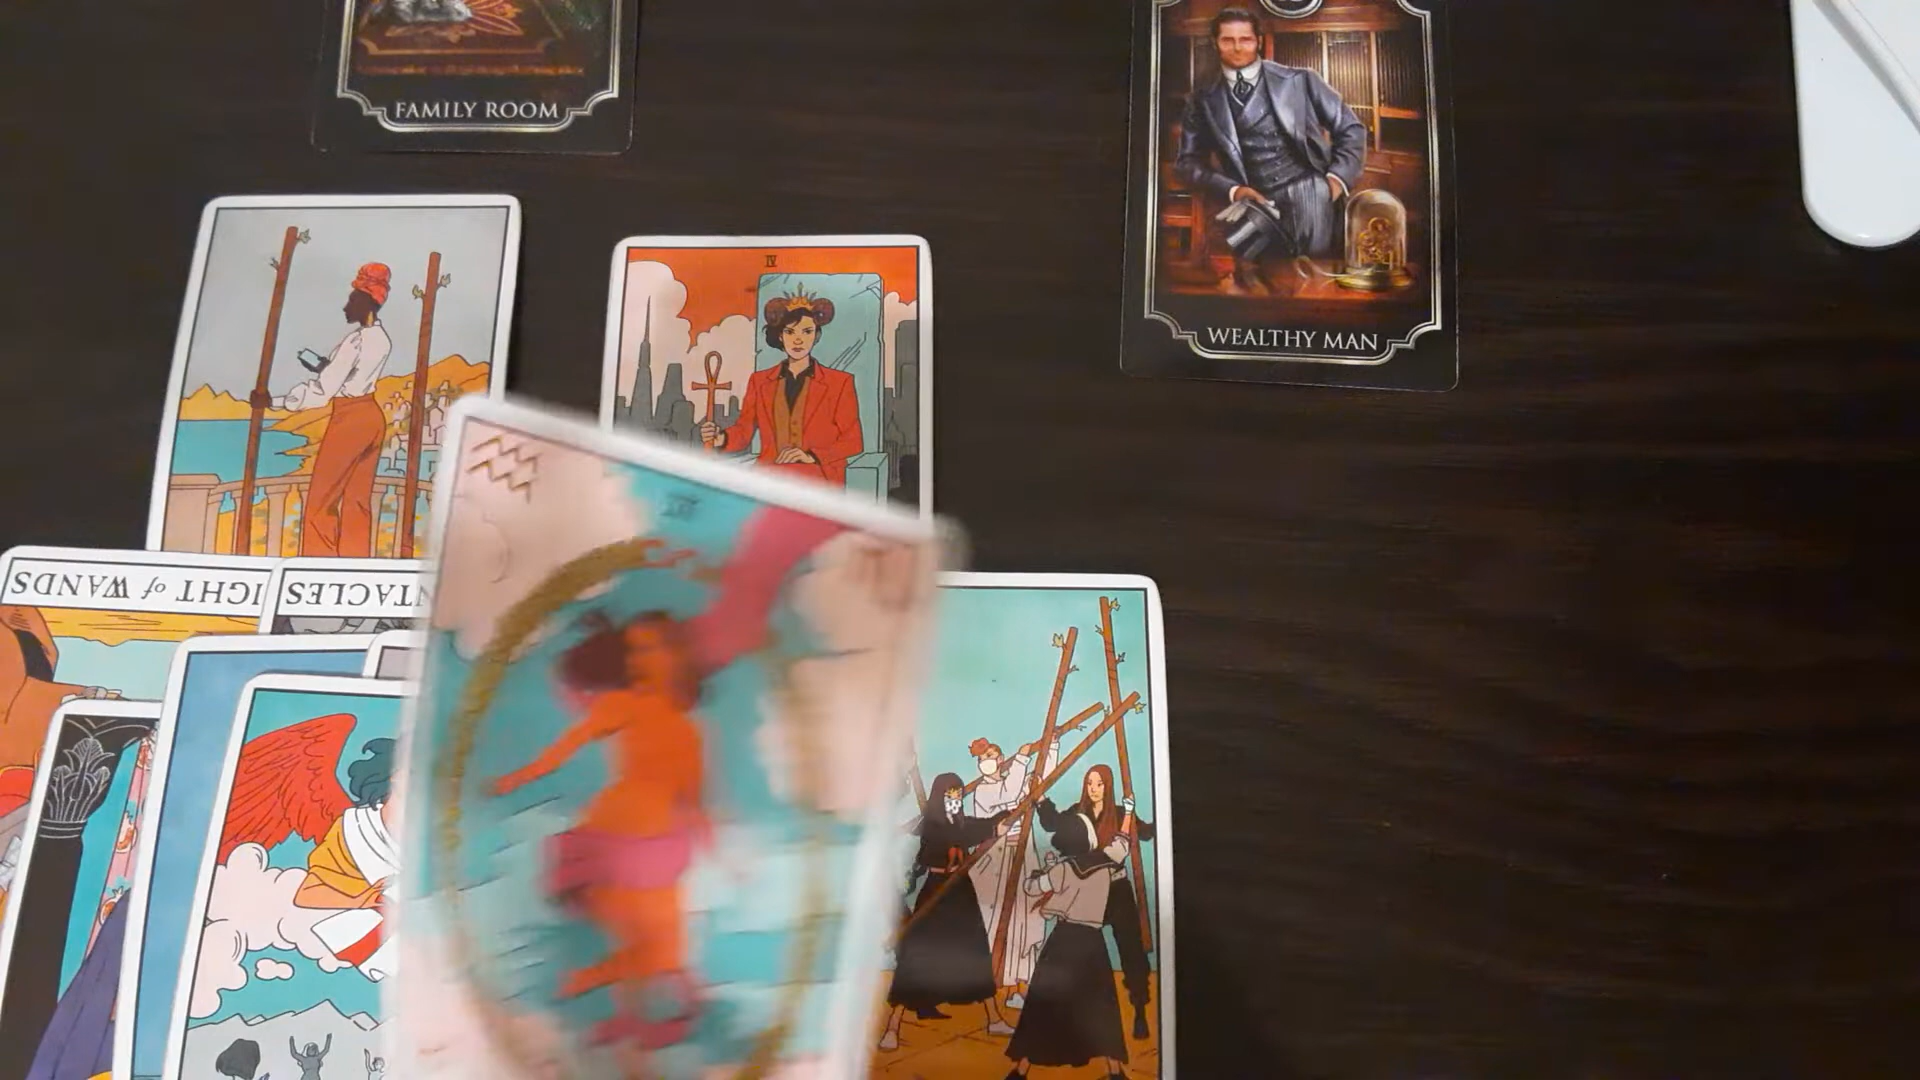 FAMILY ROOM
WEALTHY MAN
IV
IGHT of WANDS
NTACLES